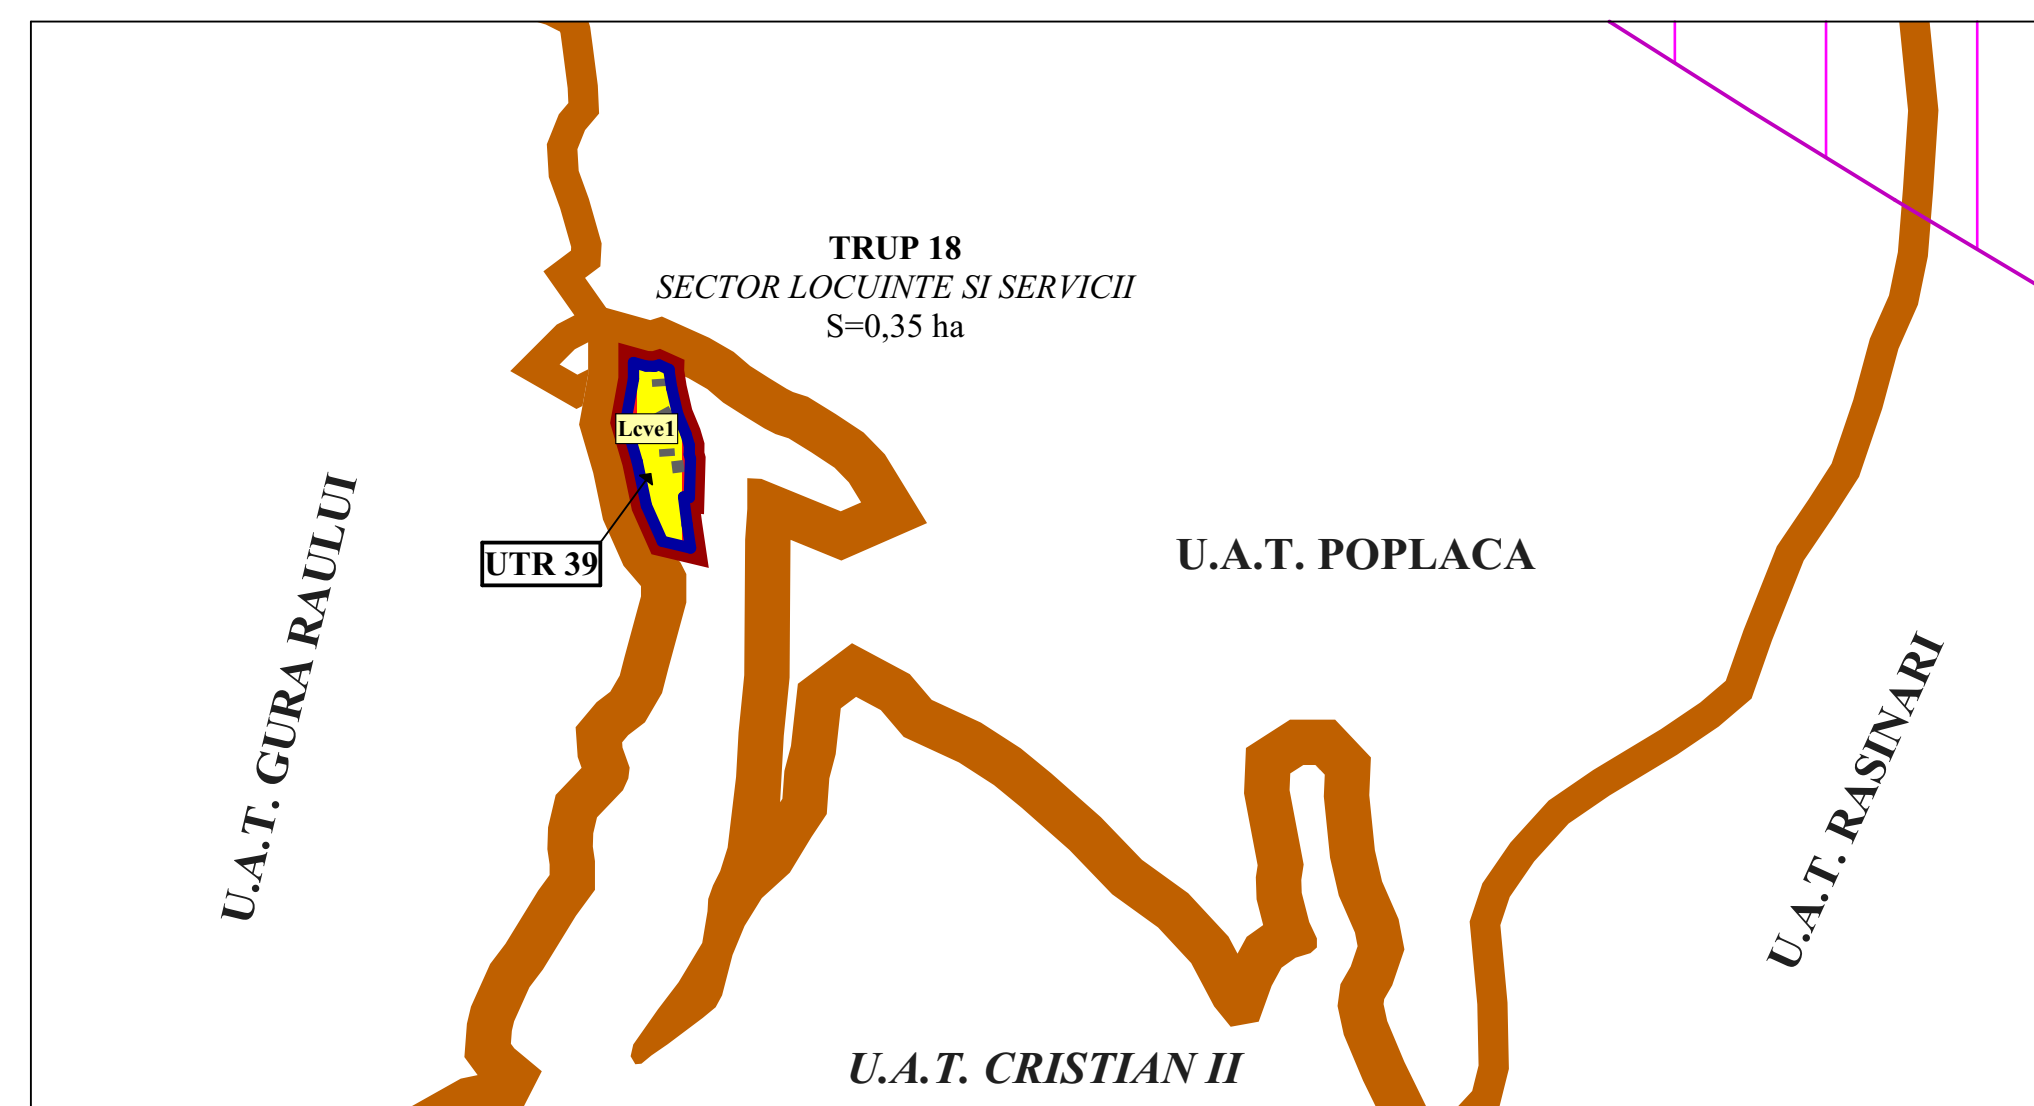 TRUP 18
SECTOR LOCUINTE SI SERVICII
S=0,35 ha
Lcve1
UTR 39
U.A.T. GURA RAULUI
U.A.T. POPLACA
U.A.T. RASINARI
U.A.T. CRISTIAN II